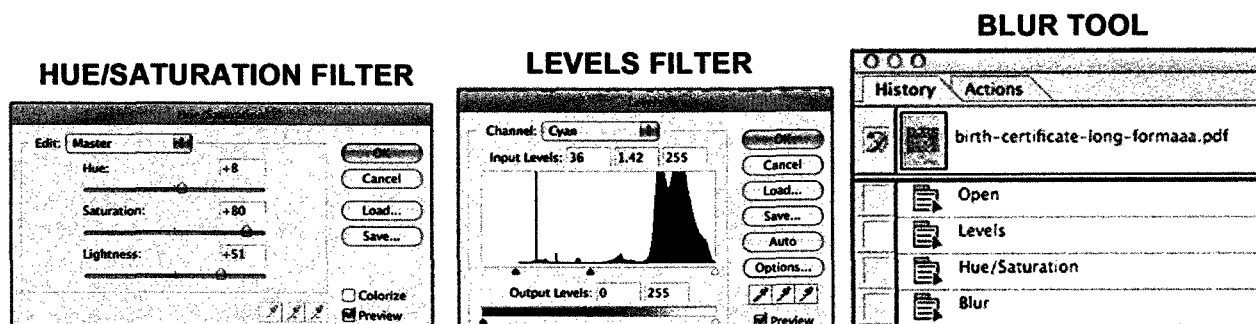 BLUR TOOL
LEVELS FILTER
HUE/SATURATION FILTER
Edit: Master
Hue: +8
Saturation: +80
Lightness: +51
OK
Cancel
Load...
Save...
Colorize
Preview
Channel: Cyan
Input Levels: 36 1.42 255
Output Levels: 0 255
OK
Cancel
Load...
Save...
Auto
Options...
Preview
History Actions
birth-certificate-long-formaaa.pdf
Open
Levels
Hue/Saturation
Blur